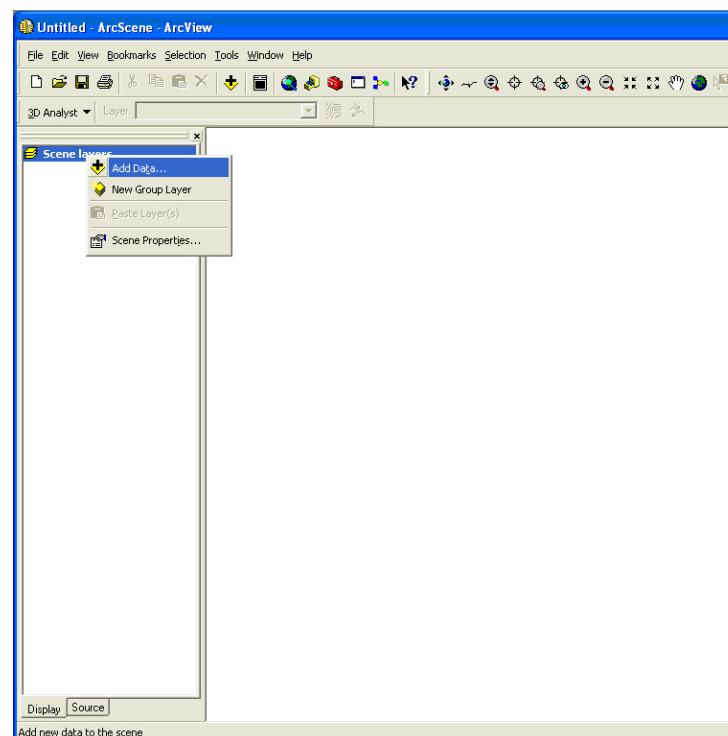 Untitled - ArcScene - ArcView
File Edit View Bookmarks Selection Tools Window Help
3D Analyst Layer:
Scene layers
Add Data...
New Group Layer
Paste Layer(s)
Scene Properties...
Display Source
Add new data to the scene